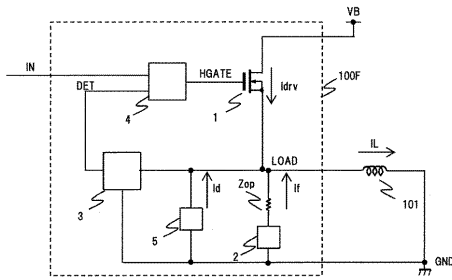 VB
IN
HGATE
100F
DET
Idrv
4
1
LOAD
IL
Id
Zop
If
3
101
5
2
GND